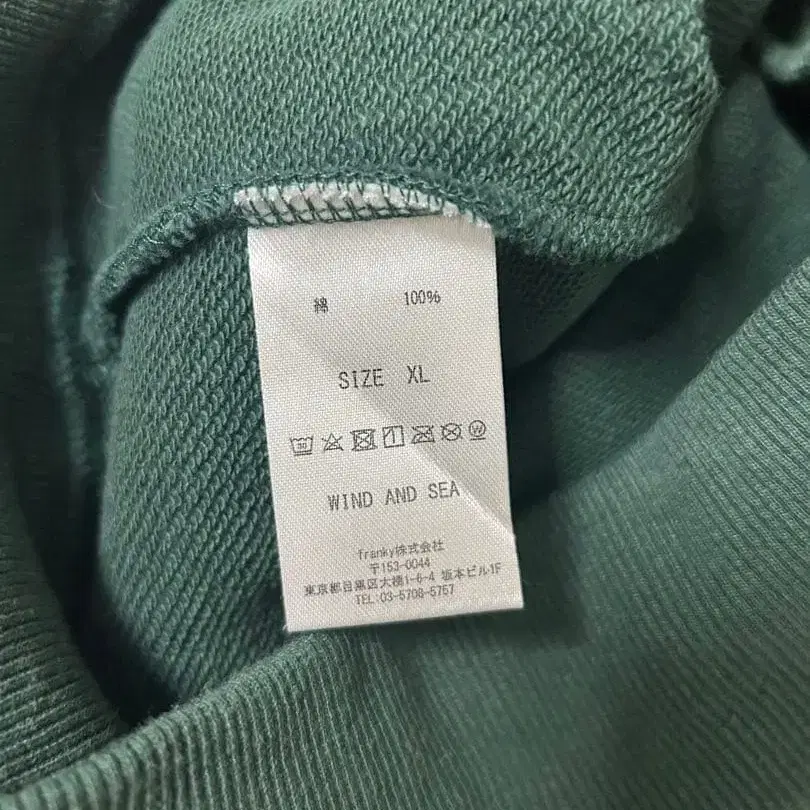 綿 100%
SIZE XL
30 W
WIND AND SEA
franky株式会社
〒153-0044
東京都目黒区大橋1-6-4 坂本ビル1F
TEL:03-5708-5757